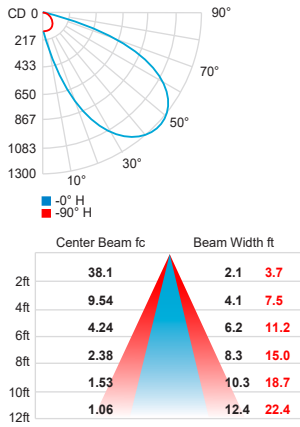 CD 0
217
433
650
867
1083
1300
10°
30°
50°
70°
90°
-0° H
-90° H
Center Beam fc Beam Width ft
2ft 38.1 2.1 3.7
4ft 9.54 4.1 7.5
6ft 4.24 6.2 11.2
8ft 2.38 8.3 15.0
10ft 1.53 10.3 18.7
12ft 1.06 12.4 22.4